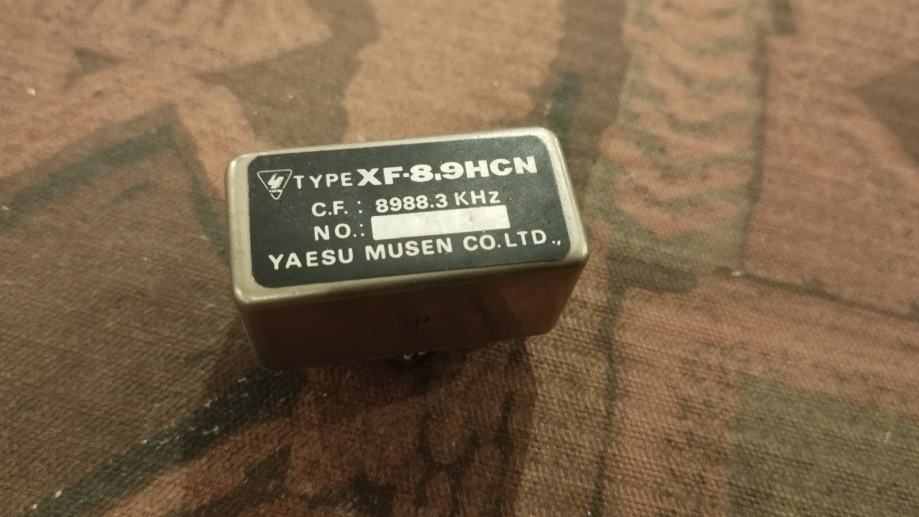 TYPE XF-8.9HCN
C.F. : 8988.3 KHz
NO.:
YAESU MUSEN CO.LTD.,
P